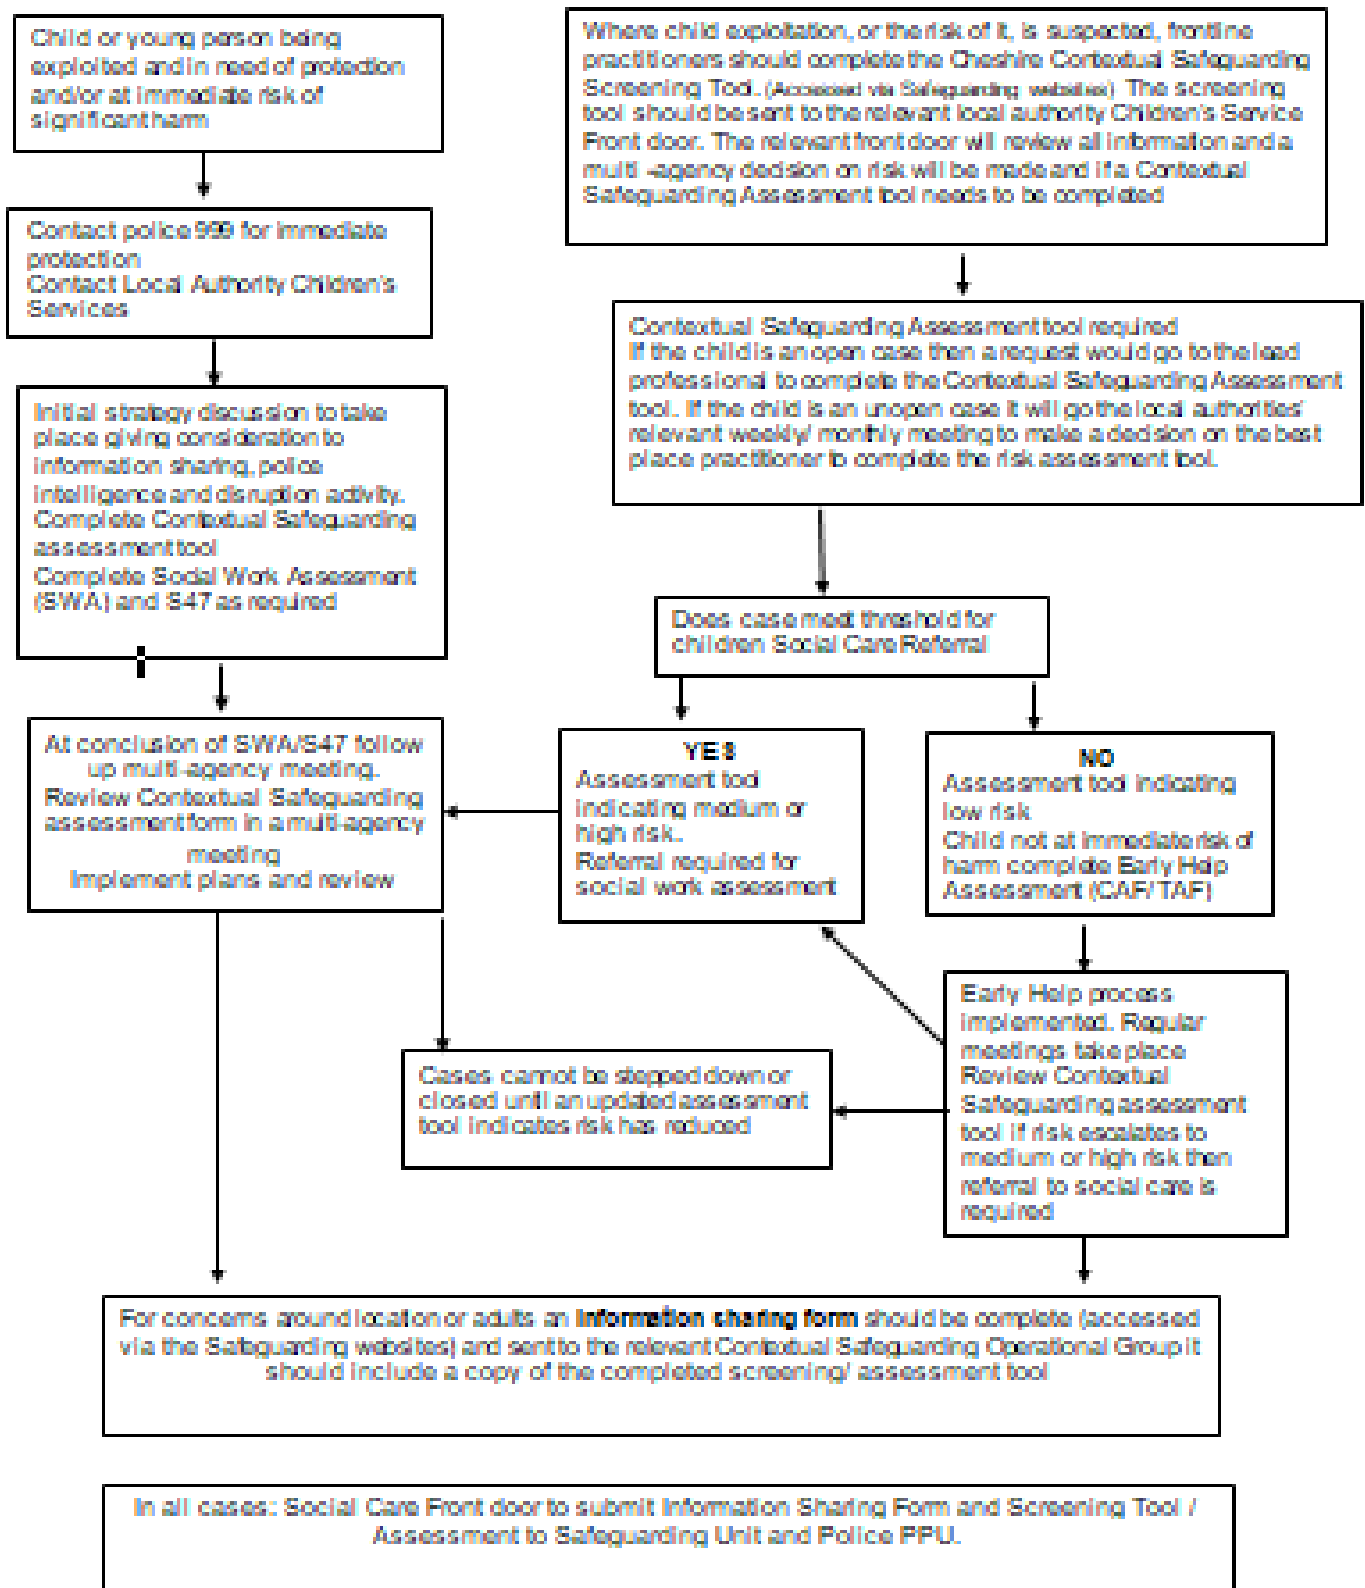 Child or young person being
exploited and in need of protection
and/or at immediate risk of
significant harm
Contact police 999 for immediate
protection
Contact Local Authority Children's
Services
Initial strategy discussion to take
place giving consideration to
information sharing, police
intelligence and disruption activity.
Complete Contextual Safeguarding
assessment tool
Complete Social Work Assessment
(SWA) and S47 as required
At conclusion of SWA/S47 follow
up multi-agency meeting.
Review Contextual Safeguarding
assessment form in a multi-agency
meeting
Implement plans and review
Where child exploitation, or the risk of it, is suspected, frontline
practitioners should complete the Cheshire Contextual Safeguarding
Screening Tool. (Accessed via Safeguarding websites) The screening
tool should be sent to the relevant local authority Children's Service
Front door. The relevant front door will review all information and a
multi -agency decision on risk will be made and if a Contextual
Safeguarding Assessment tool needs to be completed
Contextual Safeguarding Assessment tool required
If the child is an open case then a request would go to the lead
professional to complete the Contextual Safeguarding Assessment
tool. If the child is an unopen case it will go the local authorities'
relevant weekly/ monthly meeting to make a decision on the best
place practitioner to complete the risk assessment tool.
Does case meet threshold for
children Social Care Referral
YES
Assessment tool
indicating medium or
high risk.
Referral required for
social work assessment
NO
Assessment tool indicating
low risk
Child not at immediate risk of
harm complete Early Help
Assessment (CAF/ TAF)
Early Help process
implemented. Regular
meetings take place
Review Contextual
Safeguarding assessment
tool if risk escalates to
medium or high risk then
referral to social care is
required
Cases cannot be stepped down or
closed until an updated assessment
tool indicates risk has reduced
For concerns around location or adults an information sharing form should be complete (accessed
via the Safeguarding websites) and sent to the relevant Contextual Safeguarding Operational Group it
should include a copy of the completed screening/ assessment tool
In all cases: Social Care Front door to submit Information Sharing Form and Screening Tool /
Assessment to Safeguarding Unit and Police PPU.